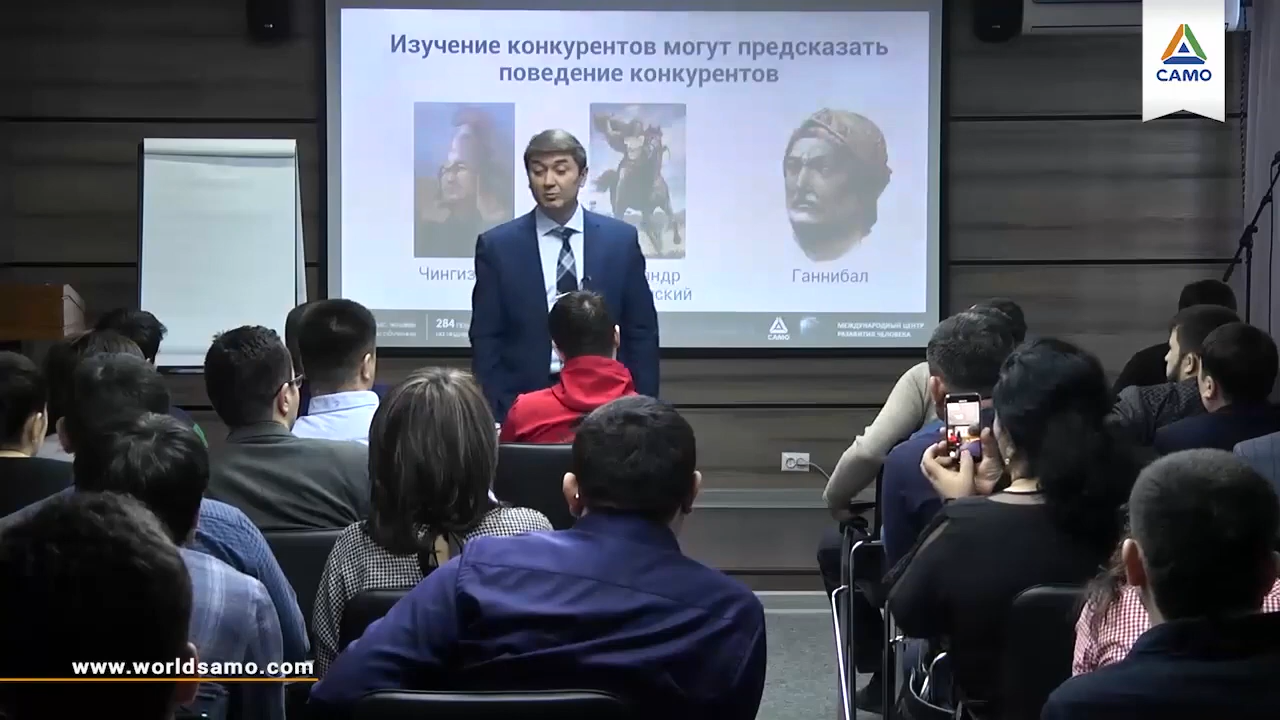 Изучение конкурентов могут предсказать
поведение конкурентов
САМО
Чингиз
андр
ский
Ганнибал
284
САМО
МЕЖДУНАРОДНЫЙ ЦЕНТР
РАЗВИТИЯ ЧЕЛОВЕКА
www.worldsamo.com